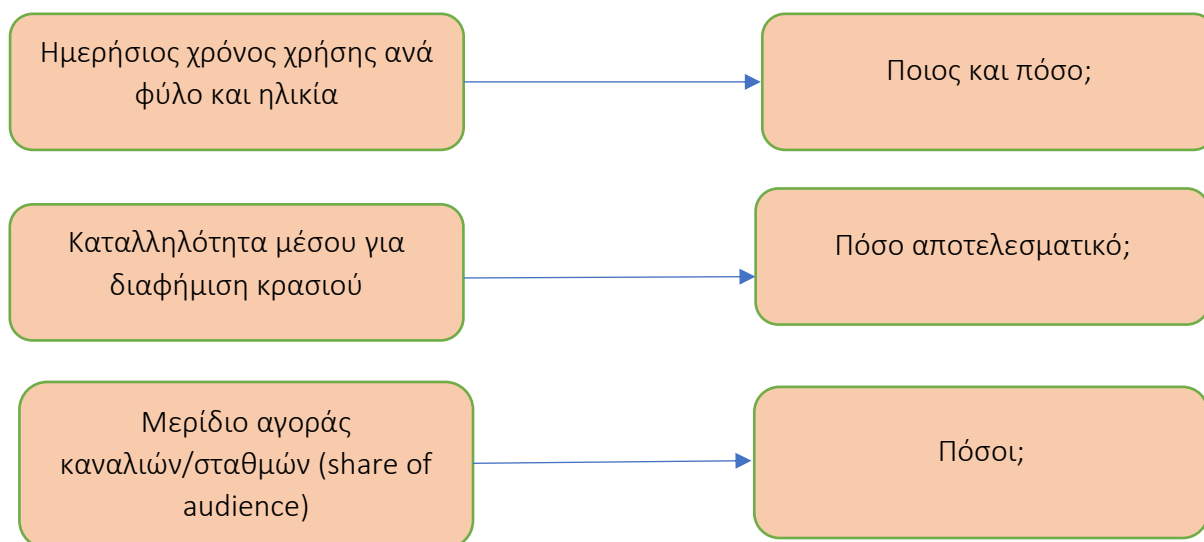 Ημερήσιος χρόνος χρήσης ανά
φύλο και ηλικία
Ποιος και πόσο;
Καταλληλότητα μέσου για
διαφήμιση κρασιού
Πόσο αποτελεσματικό;
Μερίδιο αγοράς
καναλιών/σταθμών (share of
audience)
Πόσοι;